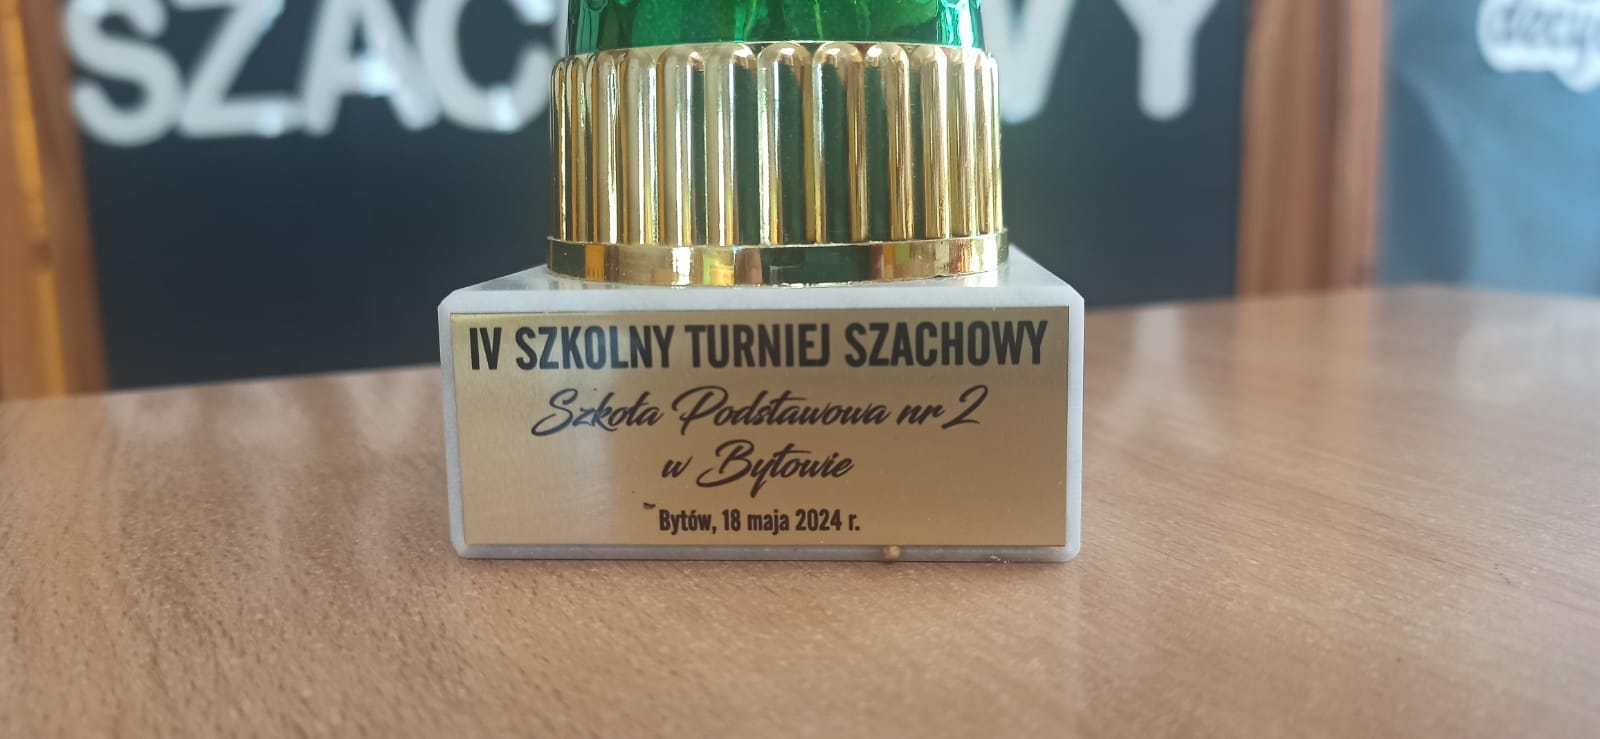 SZACHOWY
IV SZKOLNY TURNIEJ SZACHOWY
Szkoła Podstawowa nr 2
w Bytowie
Bytów, 18 maja 2024 r.